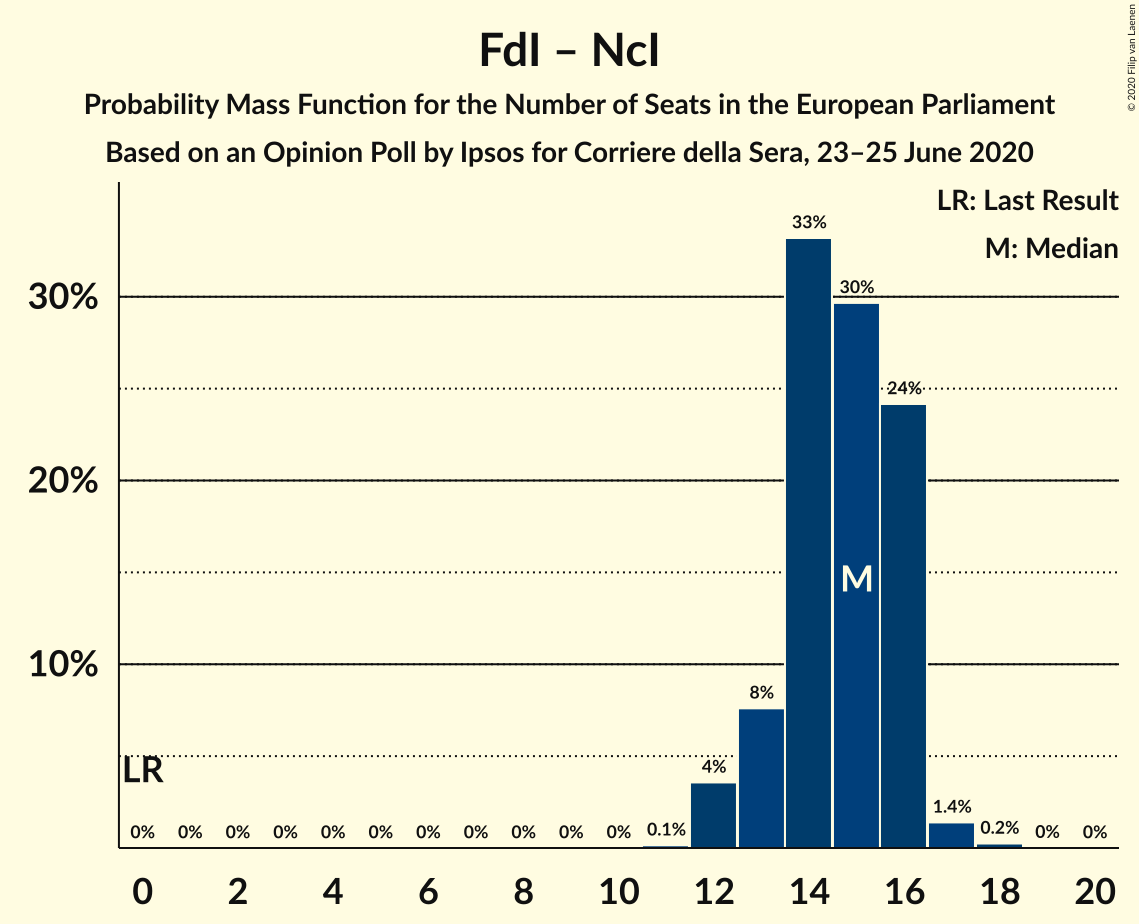 FdI – NcI
Probability Mass Function for the Number of Seats in the European Parliament
Based on an Opinion Poll by Ipsos for Corriere della Sera, 23–25 June 2020
© 2020 Filip van Laenen
LR: Last Result
M: Median
30%
20%
10%
LR
M
0% 0% 0% 0% 0% 0% 0% 0% 0% 0% 0% 0.1% 4% 8% 33% 30% 24% 1.4% 0.2% 0% 0%
0 2 4 6 8 10 12 14 16 18 20